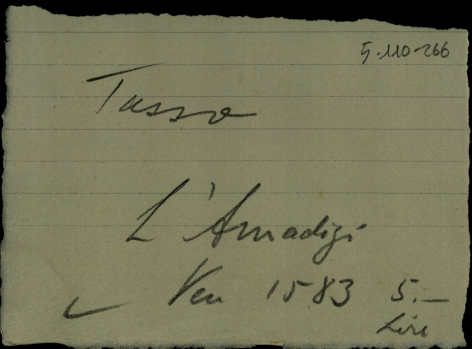 5-110-266
Tasso
L'Amadigi
Ven 1583 5.—
Lire